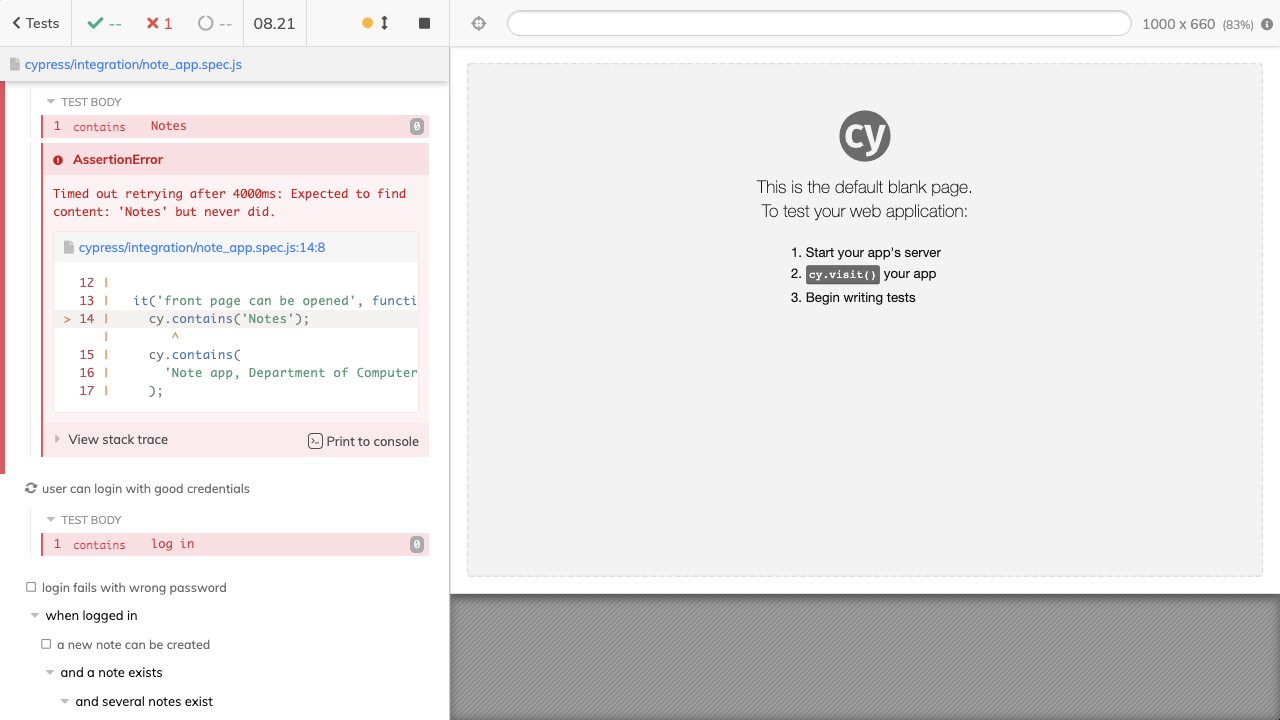 Tests
--
1
--
08.21
1000 x 660 (83%)
cypress/integration/note_app.spec.js
TEST BODY
1 contains Notes 0
AssertionError
Timed out retrying after 4000ms: Expected to find
content: 'Notes' but never did.
cypress/integration/note_app.spec.js:14:8
12 |
13 | it('front page can be opened', functi
> 14 | cy.contains('Notes');
| ^
15 | cy.contains(
16 | 'Note app, Department of Computer
17 | );
View stack trace
Print to console
user can login with good credentials
TEST BODY
1 contains log in 0
login fails with wrong password
when logged in
a new note can be created
and a note exists
and several notes exist
cy
This is the default blank page.
To test your web application:
1. Start your app's server
2. cy.visit() your app
3. Begin writing tests